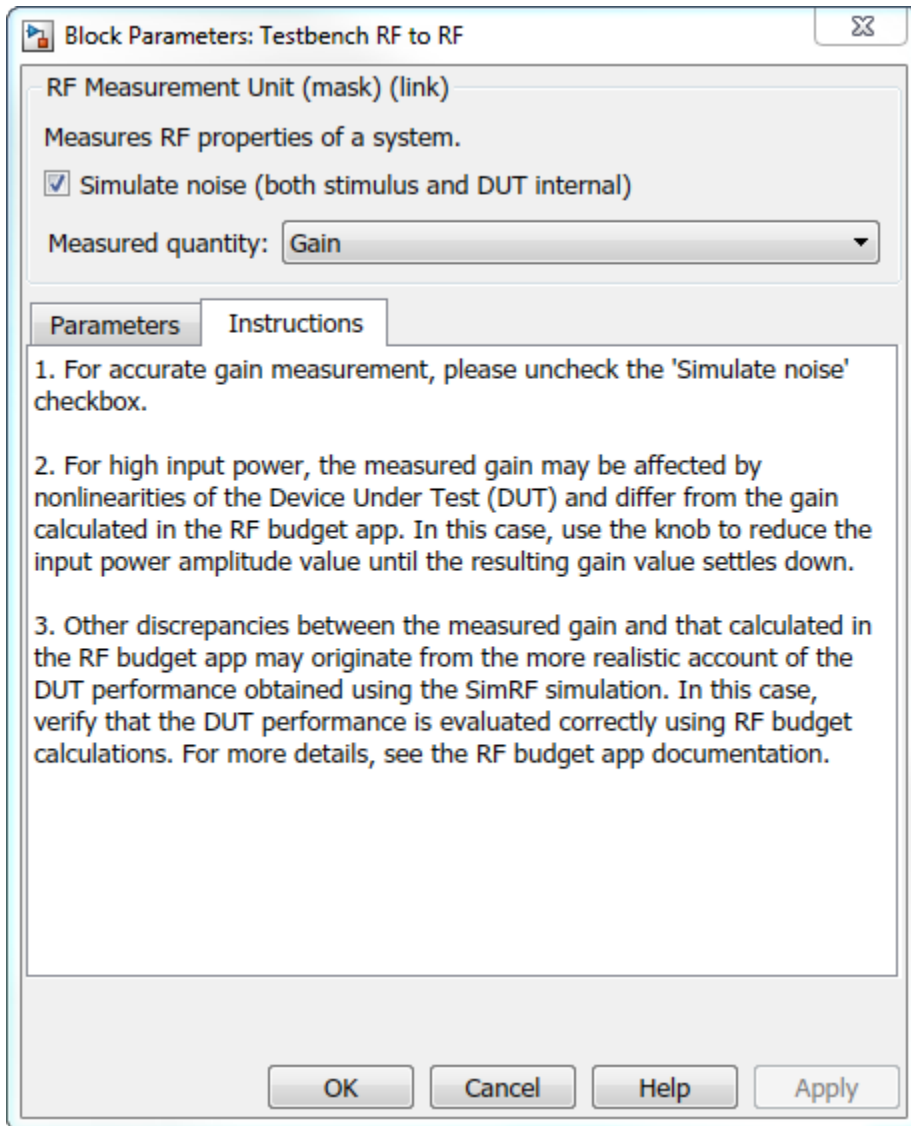 Block Parameters: Testbench RF to RF
RF Measurement Unit (mask) (link)
Measures RF properties of a system.
Simulate noise (both stimulus and DUT internal)
Measured quantity: Gain
Parameters Instructions
1. For accurate gain measurement, please uncheck the 'Simulate noise'
checkbox.
2. For high input power, the measured gain may be affected by
nonlinearities of the Device Under Test (DUT) and differ from the gain
calculated in the RF budget app. In this case, use the knob to reduce the
input power amplitude value until the resulting gain value settles down.
3. Other discrepancies between the measured gain and that calculated in
the RF budget app may originate from the more realistic account of the
DUT performance obtained using the SimRF simulation. In this case,
verify that the DUT performance is evaluated correctly using RF budget
calculations. For more details, see the RF budget app documentation.
OK Cancel Help Apply